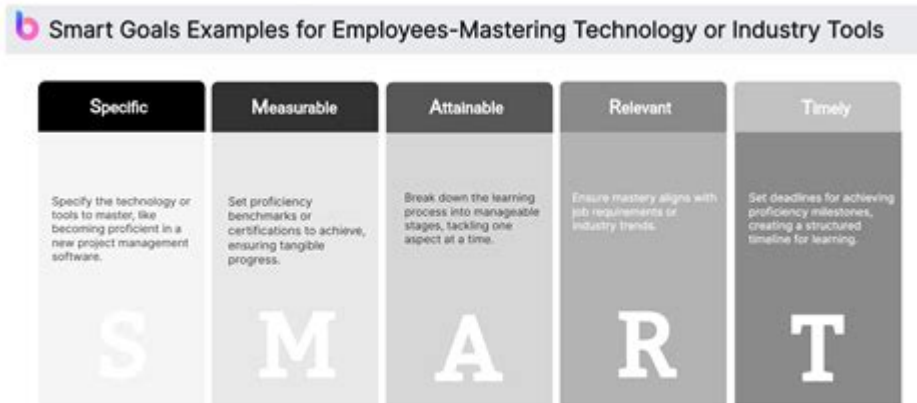 Smart Goals Examples for Employees-Mastering Technology or Industry Tools
Specific
Measurable
Attainable
Relevant
Timely
Specify the technology or
tools to master, like
becoming proficient in a
new project management
software.
Set proficiency
benchmarks or
certifications to achieve,
ensuring tangible
progress.
Break down the learning
process into manageable
stages, tackling one
aspect at a time.
Ensure mastery aligns with
job requirements or
industry trends.
Set deadlines for achieving
proficiency milestones,
creating a structured
timeline for learning.
S
M
A
R
T